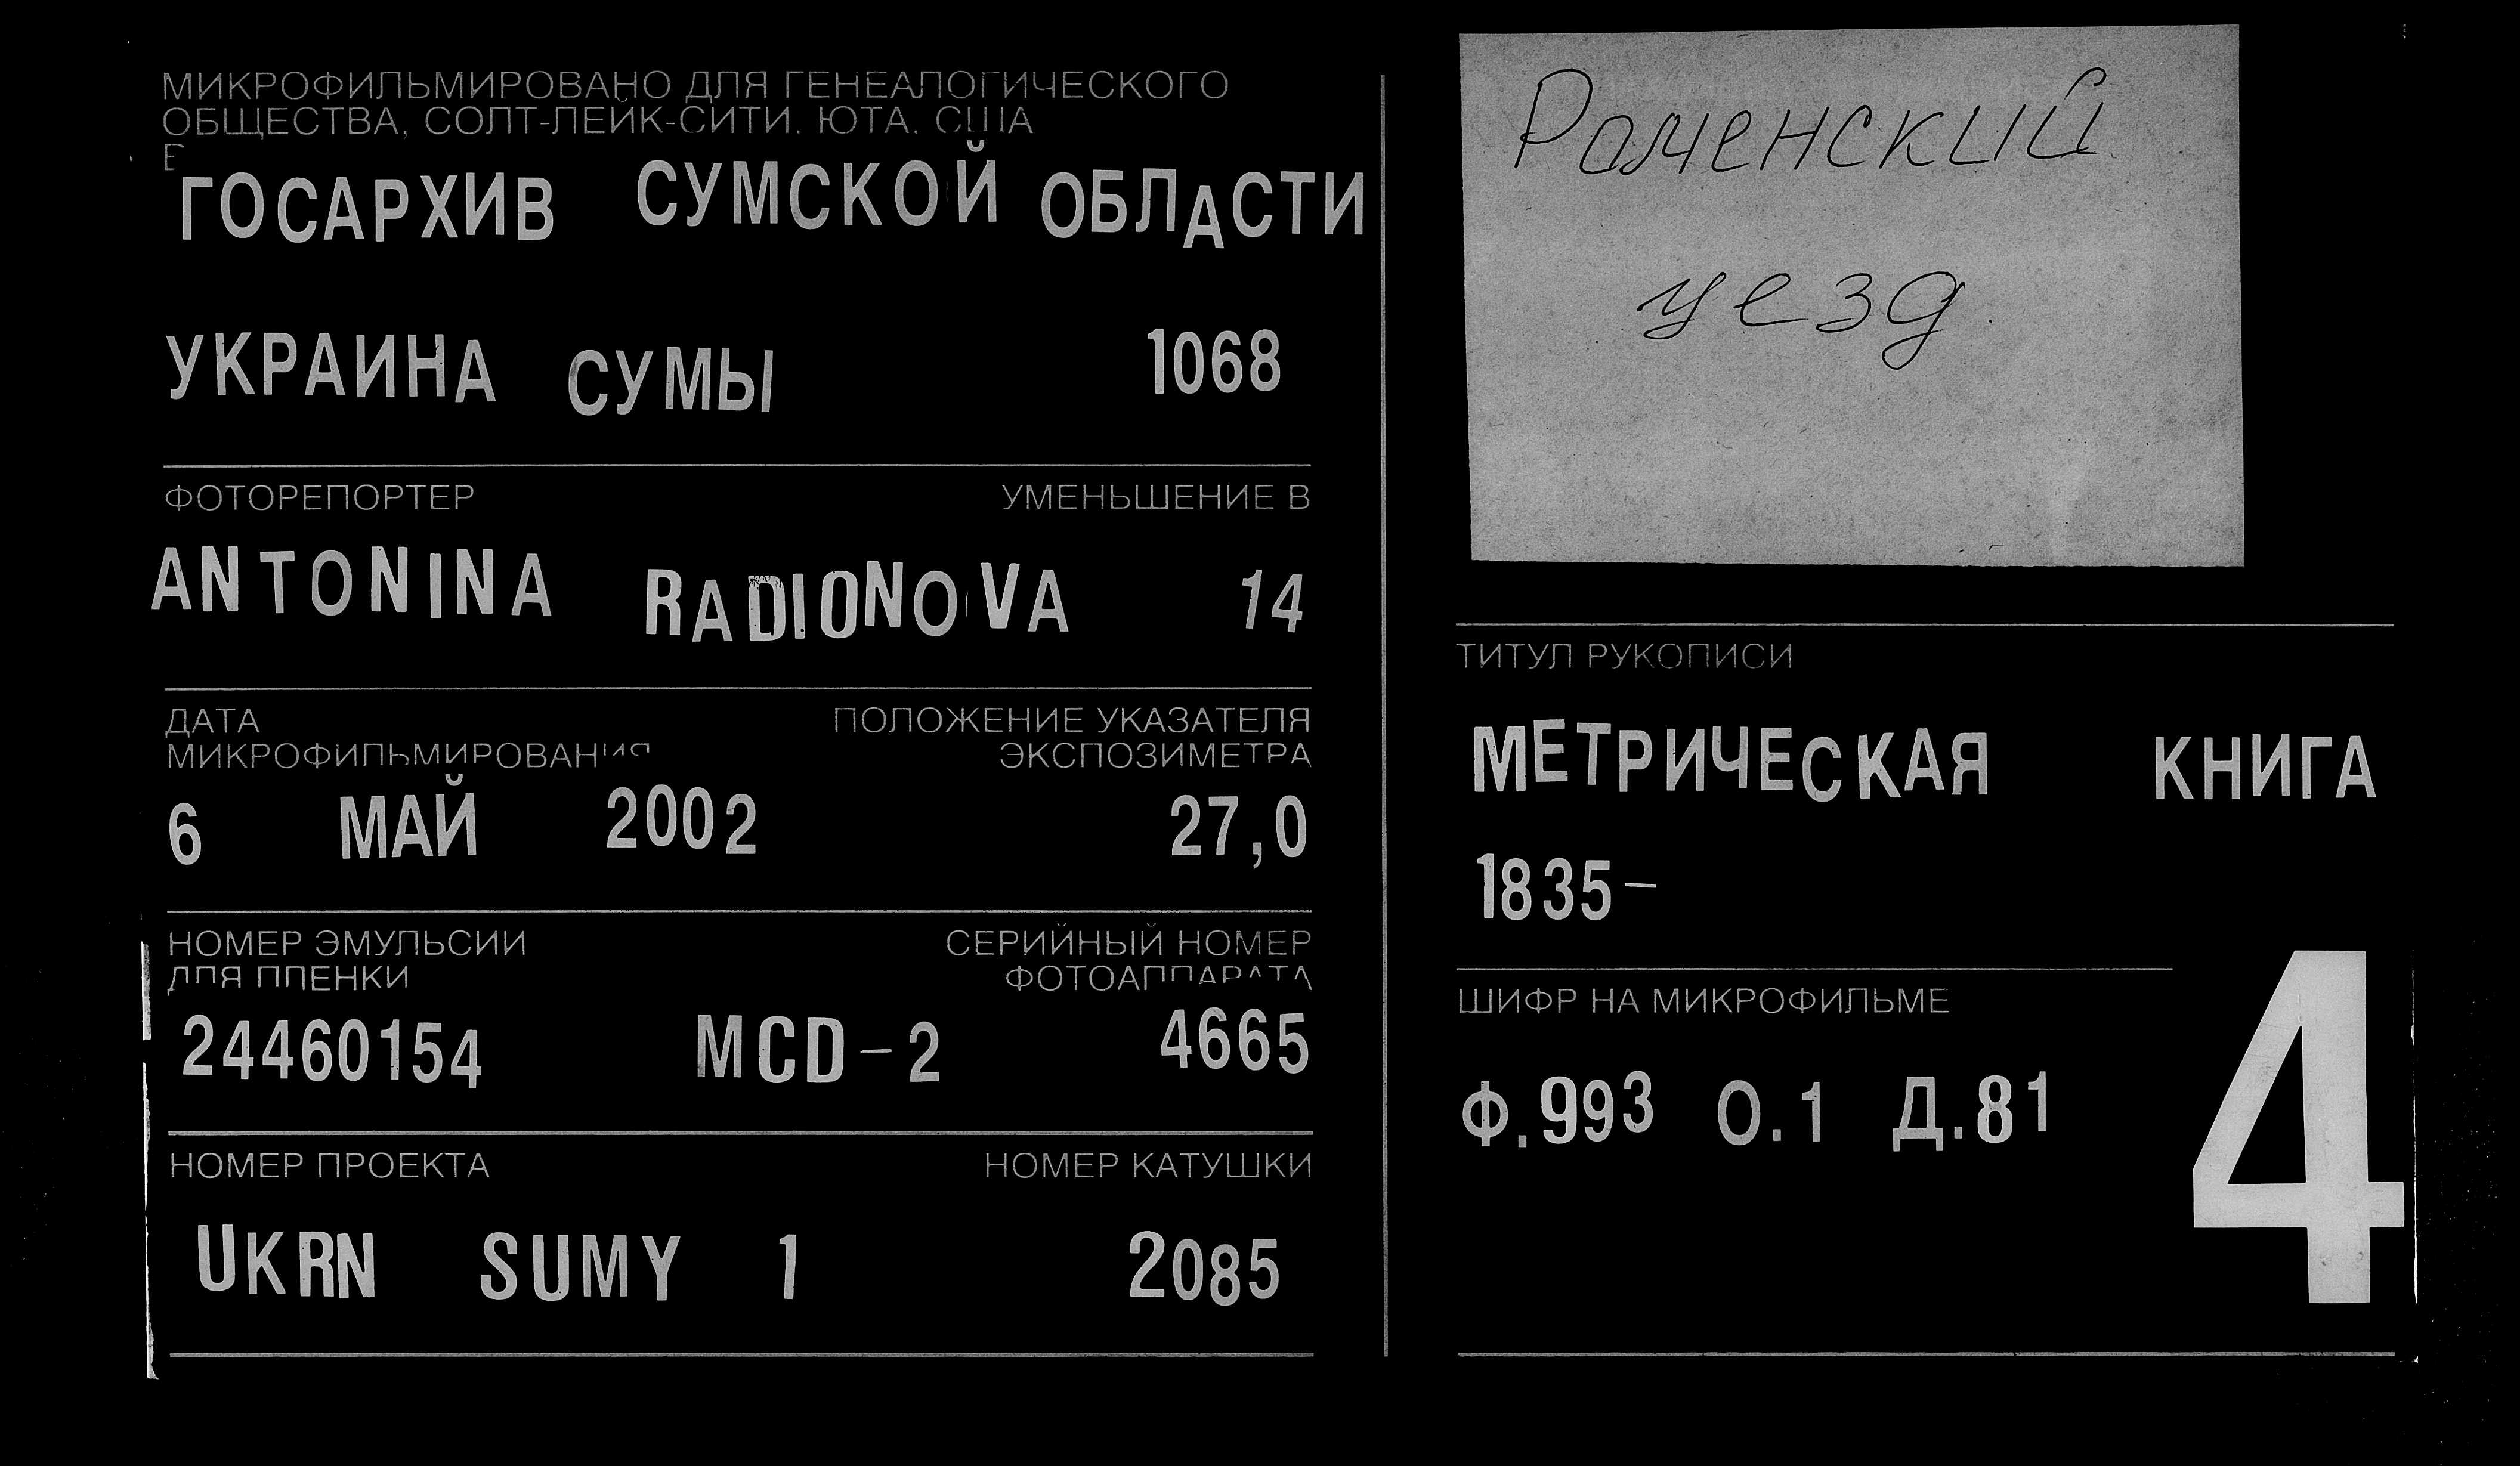 МИКРОФИЛЬМИРОВАНО ДЛЯ ГЕНЕАЛОГИЧЕСКОГО
ОБЩЕСТВА, СОЛТ-ЛЕЙК-СИТИ. ЮТА. США
В
ГОСАРХИВ СУМСКОЙ ОБЛАСТИ
УКРАИНА СУМЫ 1068
ФОТОРЕПОРТЕР УМЕНЬШЕНИЕ В
ANTONINA RADIONOVA 14
ДАТА ПОЛОЖЕНИЕ УКАЗАТЕЛЯ
МИКРОФИЛЬМИРОВАНИЯ ЭКСПОЗИМЕТРА
6 МАЙ 2002 27,0
НОМЕР ЭМУЛЬСИИ СЕРИЙНЫЙ НОМЕР
ДЛЯ ПЛЕНКИ ФОТОАППАРАТА
24460154 MCD-2 4665
НОМЕР ПРОЕКТА НОМЕР КАТУШКИ
UKRN SUMY 1 2085
Роменский
уезд
ТИТУЛ РУКОПИСИ
МЕТРИЧЕСКАЯ КНИГА
1835-
ШИФР НА МИКРОФИЛЬМЕ
Ф.993 О.1 Д.81
4